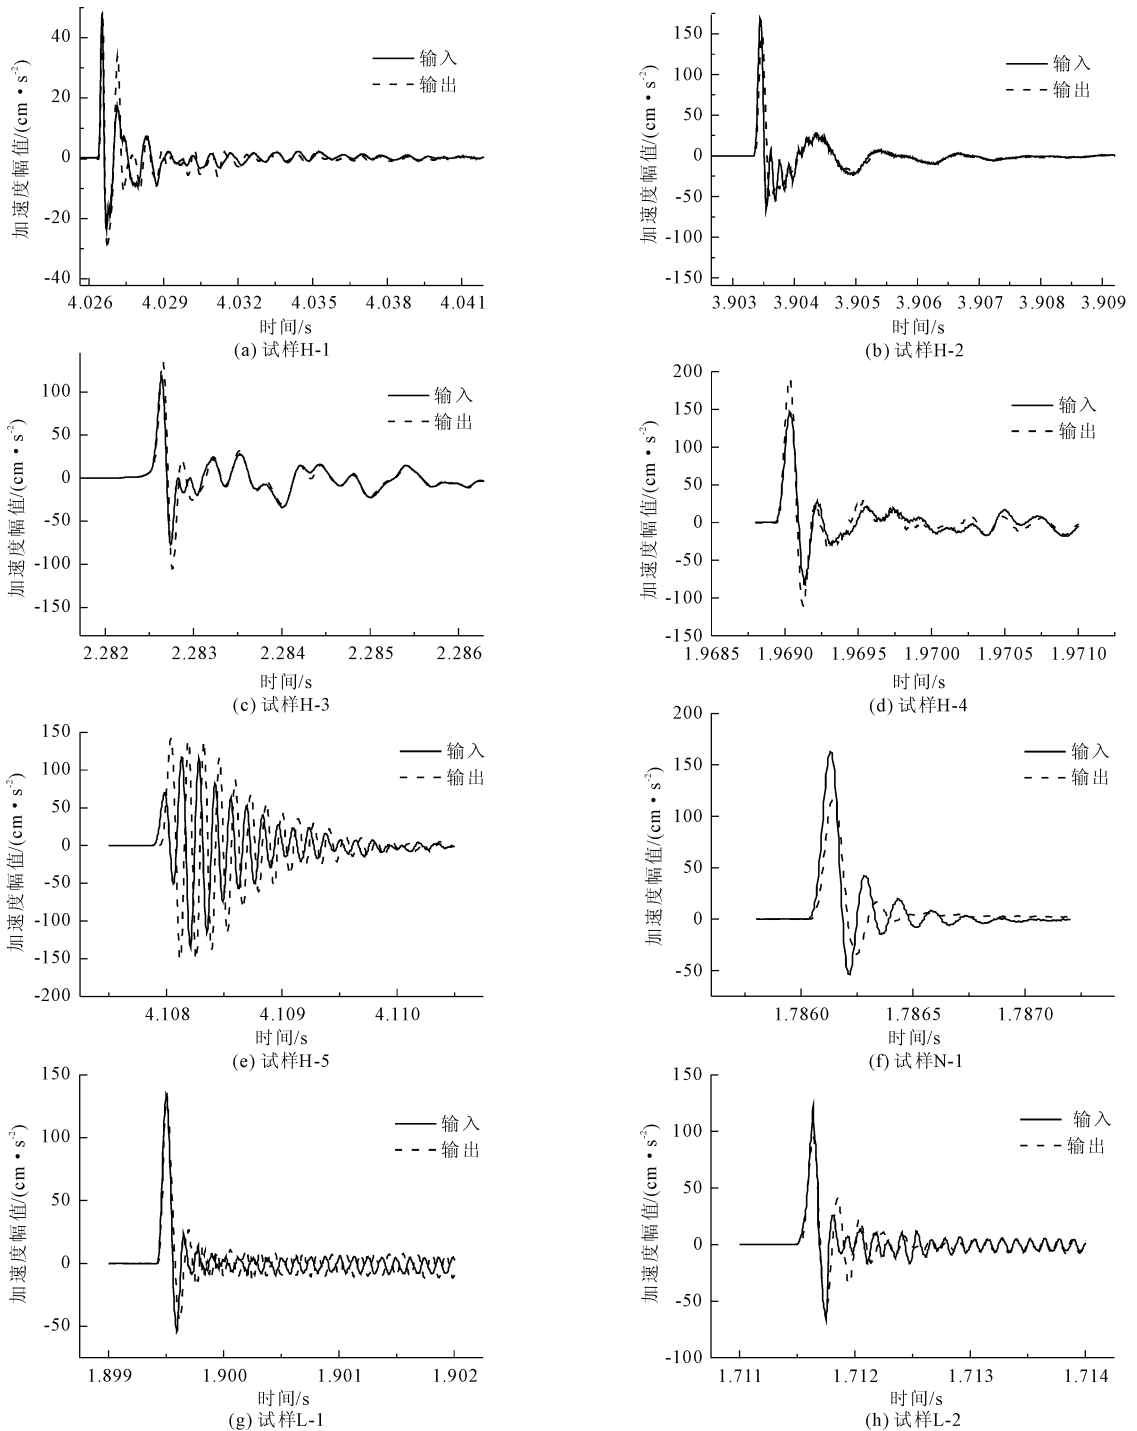 加速度幅值/(cm·s⁻²)
40
20
0
-20
-40
输入
输出
4.026 4.029 4.032 4.035 4.038 4.041
时间/s
(a) 试样H-1
加速度幅值/(cm·s⁻²)
150
100
50
0
-50
-100
-150
输入
输出
3.903 3.904 3.905 3.906 3.907 3.908 3.909
时间/s
(b) 试样H-2
加速度幅值/(cm·s⁻²)
100
50
0
-50
-100
-150
输入
输出
2.282 2.283 2.284 2.285 2.286
时间/s
(c) 试样H-3
加速度幅值/(cm·s⁻²)
200
150
100
50
0
-50
-100
-150
输入
输出
1.9685 1.9690 1.9695 1.9700 1.9705 1.9710
时间/s
(d) 试样H-4
加速度幅值/(cm·s⁻²)
150
100
50
0
-50
-100
-150
-200
输入
输出
4.108 4.109 4.110
时间/s
(e) 试样H-5
加速度幅值/(cm·s⁻²)
200
150
100
50
0
-50
输入
输出
1.7860 1.7865 1.7870
时间/s
(f) 试样N-1
加速度幅值/(cm·s⁻²)
150
100
50
0
-50
输入
输出
1.899 1.900 1.901 1.902
时间/s
(g) 试样L-1
加速度幅值/(cm·s⁻²)
150
100
50
0
-50
-100
输入
输出
1.711 1.712 1.713 1.714
时间/s
(h) 试样L-2